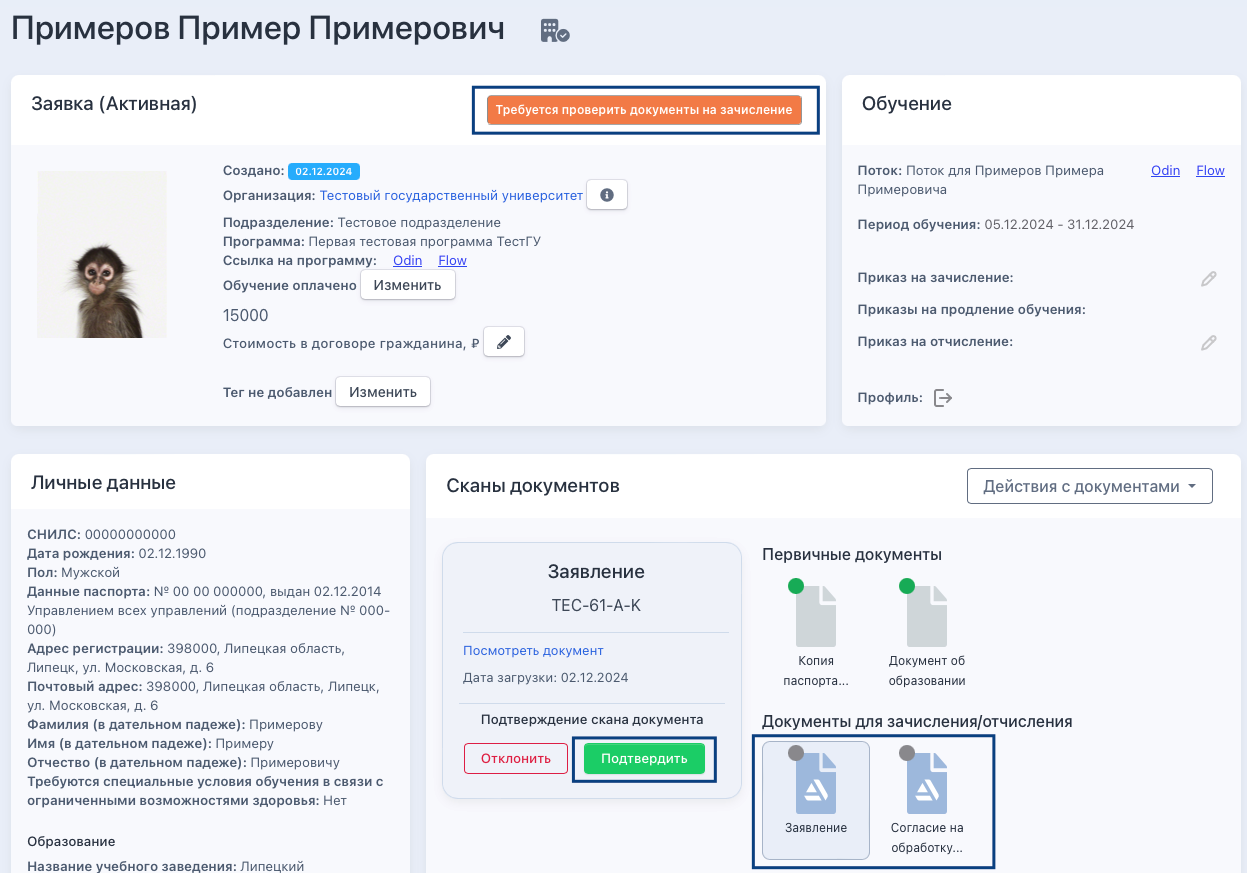 Примеров Пример Примерович
Заявка (Активная)
Требуется проверить документы на зачисление
Создано: 02.12.2024
Организация: Тестовый государственный университет
Подразделение: Тестовое подразделение
Программа: Первая тестовая программа ТестГУ
Ссылка на программу: Odin Flow
Обучение оплачено Изменить
15000
Стоимость в договоре гражданина, ₽
Тег не добавлен Изменить
Обучение
Поток: Поток для Примеров Примера
Примеровича
Odin Flow
Период обучения: 05.12.2024 - 31.12.2024
Приказ на зачисление:
Приказы на продление обучения:
Приказ на отчисление:
Профиль:
Личные данные
СНИЛС: 00000000000
Дата рождения: 02.12.1990
Пол: Мужской
Данные паспорта: № 00 00 000000, выдан 02.12.2014
Управлением всех управлений (подразделение № 000-
000)
Адрес регистрации: 398000, Липецкая область,
Липецк, ул. Московская, д. 6
Почтовый адрес: 398000, Липецкая область, Липецк,
ул. Московская, д. 6
Фамилия (в дательном падеже): Примерову
Имя (в дательном падеже): Примеру
Отчество (в дательном падеже): Примеровичу
Требуются специальные условия обучения в связи с
ограниченными возможностями здоровья: Нет
Образование
Название учебного заведения: Липецкий
Сканы документов
Действия с документами
Заявление
ТЕС-61-А-К
Посмотреть документ
Дата загрузки: 02.12.2024
Подтверждение скана документа
Отклонить Подтвердить
Первичные документы
Копия
паспорта...
Документ об
образовании
Документы для зачисления/отчисления
Заявление
Согласие на
обработку...